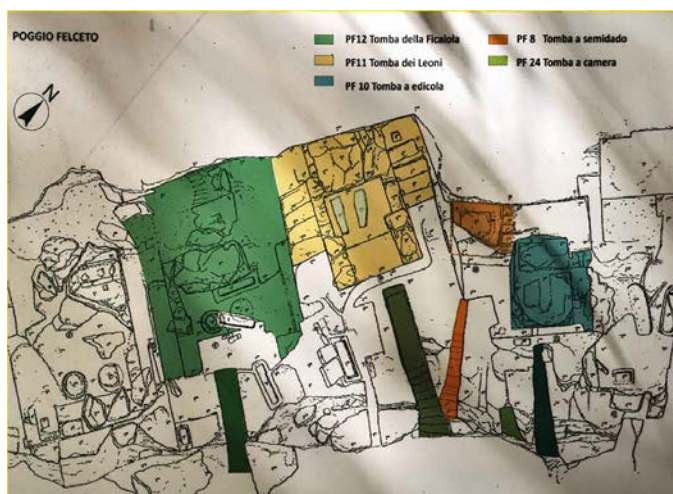 POGGIO FELCETO
N
PF12 Tomba della Ficaiola
PF11 Tomba dei Leoni
PF 10 Tomba a edicola
PF 8 Tomba a semidado
PF 24 Tomba a camera